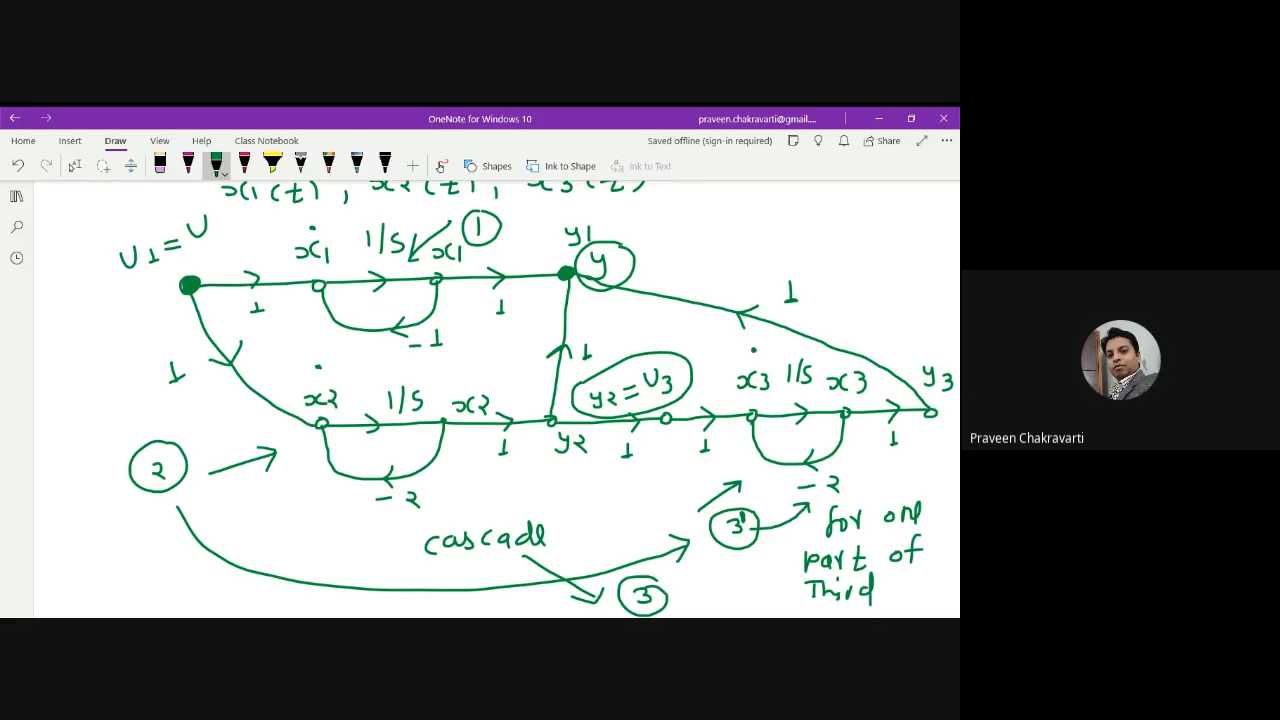 OneNote for Windows 10
praveen.chakravarti@gmail....
Home Insert Draw View Help Class Notebook
Saved offline (sign-in required)
Share
Shapes
Ink to Shape
Ink to Text
x1(t), x2(t), x3(t)
U1 = U
ẋ1 1/S x1 1
y1
y
1 1 1
-1
1 1
ẋ2 1/S x2
y2 = U3
ẋ3 1/S x3 y3
1 y2 1 1 1
2
-2 -2
cascade
3'
for one
part of
Third
3
Praveen Chakravarti